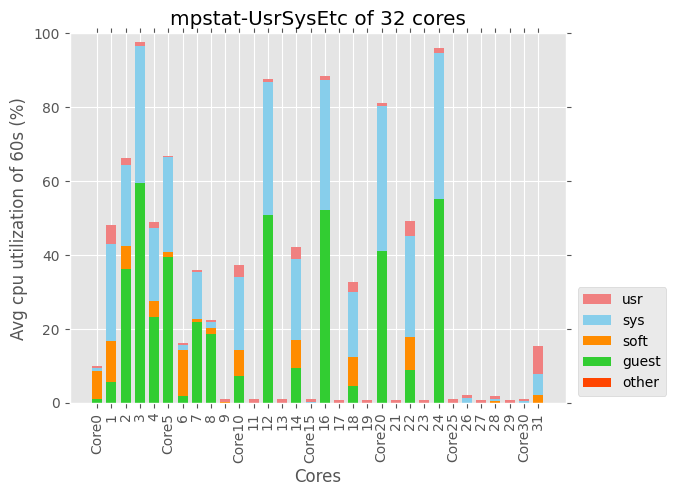 mpstat-UsrSysEtc of 32 cores
Avg cpu utilization of 60s (%)
100
80
60
40
20
0
Core0
1
2
3
4
Core5
6
7
8
9
Core10
11
12
13
14
Core15
16
17
18
19
Core20
21
22
23
24
Core25
26
27
28
29
Core30
31
Cores
usr
sys
soft
guest
other